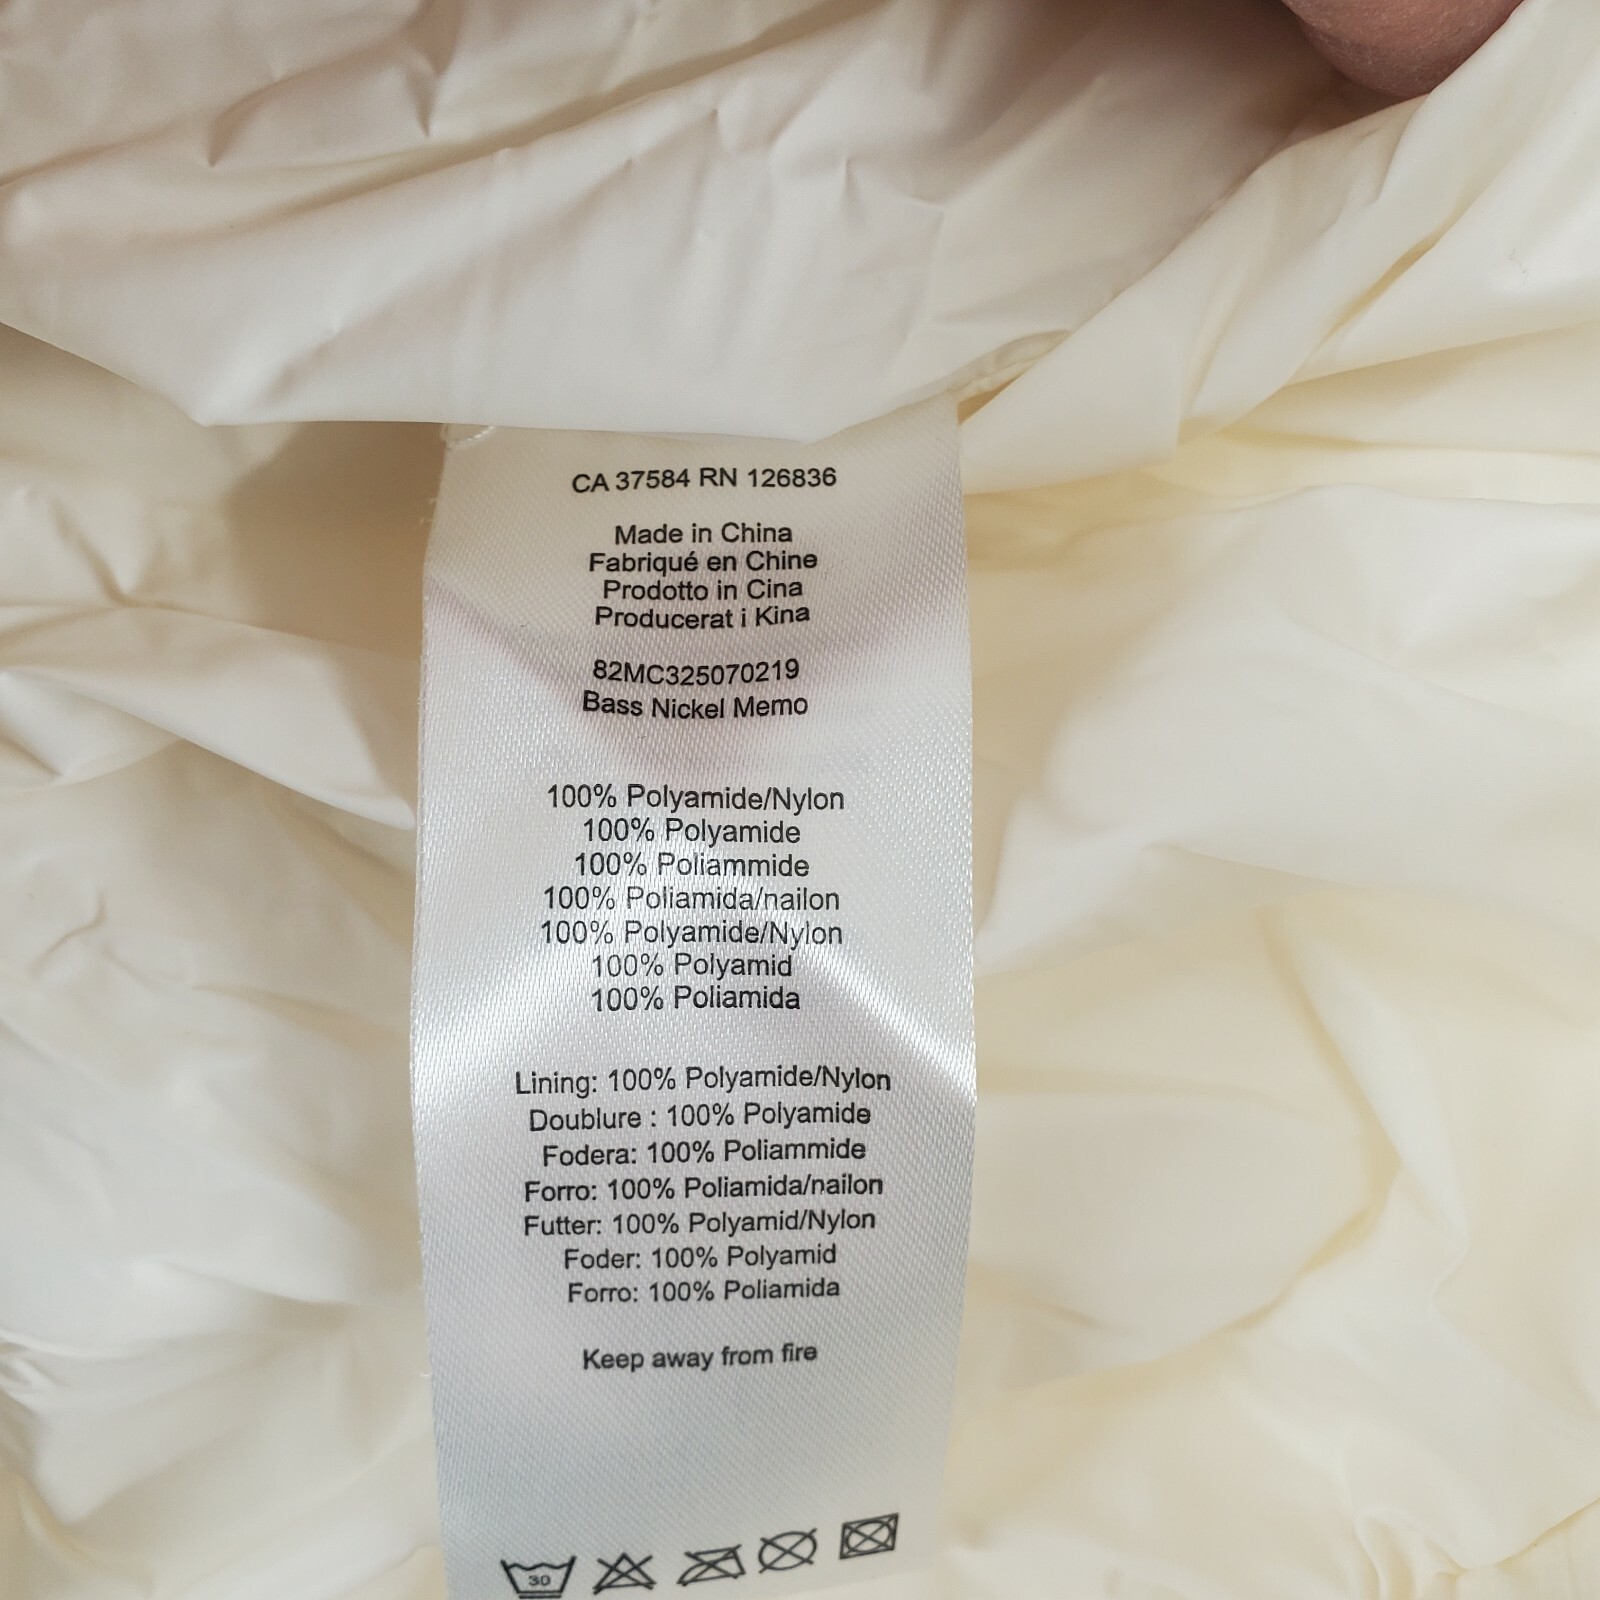 CA 37584 RN 126836
Made in China
Fabriqué en Chine
Prodotto in Cina
Producerat i Kina
82MC325070219
Bass Nickel Memo
100% Polyamide/Nylon
100% Polyamide
100% Poliammide
100% Poliamida/nailon
100% Polyamide/Nylon
100% Polyamid
100% Poliamida
Lining: 100% Polyamide/Nylon
Doublure : 100% Polyamide
Fodera: 100% Poliammide
Forro: 100% Poliamida/nailon
Futter: 100% Polyamid/Nylon
Foder: 100% Polyamid
Forro: 100% Poliamida
Keep away from fire
30